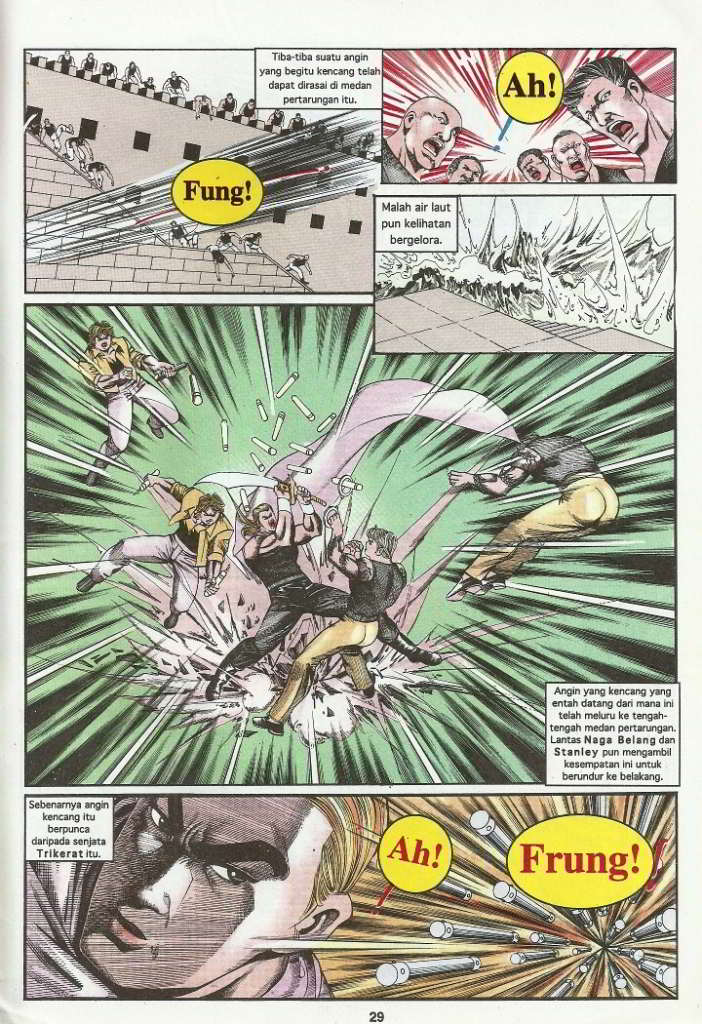 Tiba-tiba suatu angin
yang begitu kencang telah
dapat dirasai di medan
pertarungan itu.
Fung!
Ah!
Malah air laut
pun kelihatan
bergelora.
Angin yang kencang yang
entah datang dari mana ini
telah meluru ke tengah-
tengah medan pertarungan.
Lantas Naga Belang dan
Stanley pun mengambil
kesempatan ini untuk
berundur ke belakang.
Sebenarnya angin
kencang itu
berpunca
daripada senjata
Trikerat itu.
Ah!
Frung!
29